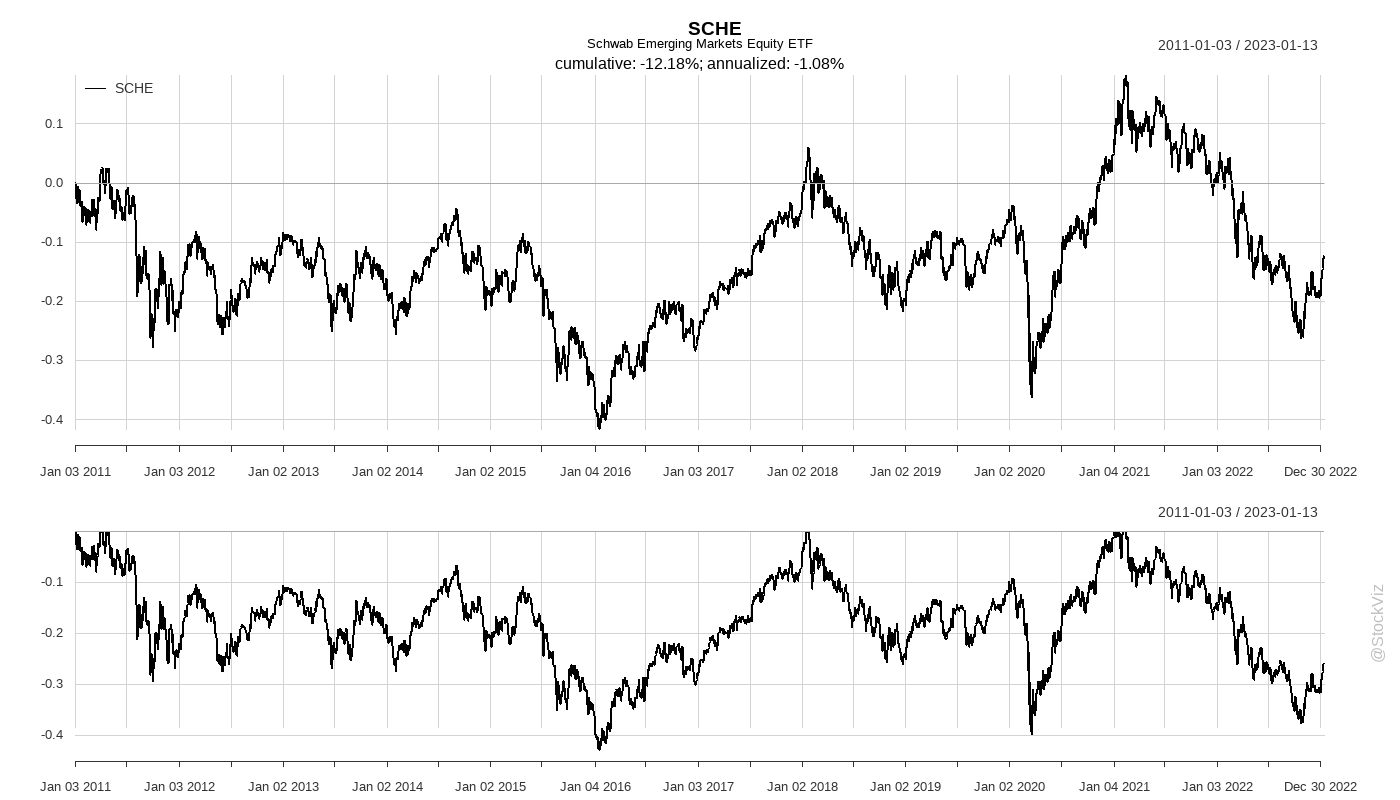 SCHE
Schwab Emerging Markets Equity ETF
cumulative: -12.18%; annualized: -1.08%
2011-01-03 / 2023-01-13
SCHE
0.1
0.0
-0.1
-0.2
-0.3
-0.4
Jan 03 2011 Jan 03 2012 Jan 02 2013 Jan 02 2014 Jan 02 2015 Jan 04 2016 Jan 03 2017 Jan 02 2018 Jan 02 2019 Jan 02 2020 Jan 04 2021 Jan 03 2022 Dec 30 2022
2011-01-03 / 2023-01-13
-0.1
-0.2
-0.3
-0.4
Jan 03 2011 Jan 03 2012 Jan 02 2013 Jan 02 2014 Jan 02 2015 Jan 04 2016 Jan 03 2017 Jan 02 2018 Jan 02 2019 Jan 02 2020 Jan 04 2021 Jan 03 2022 Dec 30 2022
@StockViz